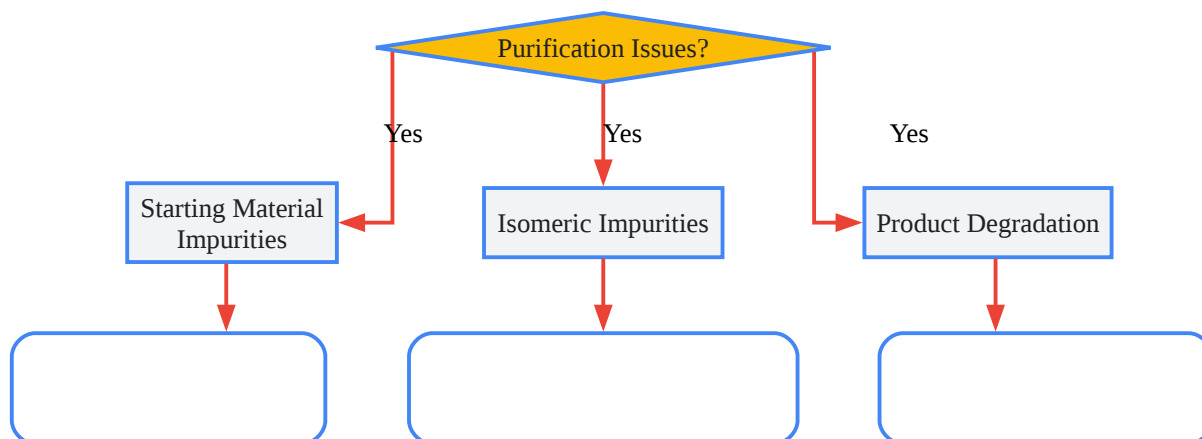 Purification Issues?
Yes
Yes
Yes
Starting Material
Impurities
Isomeric Impurities
Product Degradation